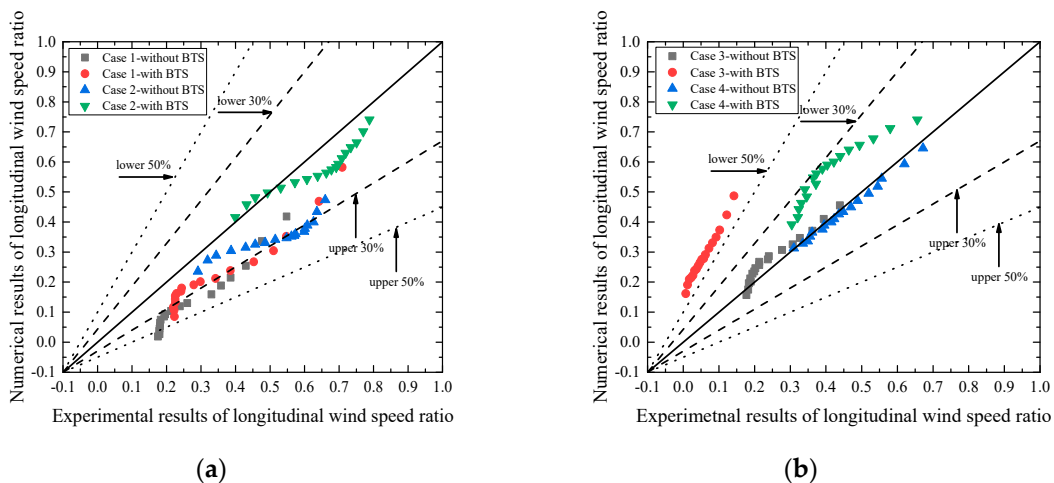 Numerical results of longitudinal wind speed ratio
1.0
0.9
0.8
0.7
0.6
0.5
0.4
0.3
0.2
0.1
0.0
-0.1
Case 1-without BTS
Case 1-with BTS
Case 2-without BTS
Case 2-with BTS
lower 30%
lower 50%
upper 30%
upper 50%
-0.1 0.0 0.1 0.2 0.3 0.4 0.5 0.6 0.7 0.8 0.9 1.0
Experimental results of longitudinal wind speed ratio
(a)
Numerical results of longitudinal wind speed ratio
1.0
0.9
0.8
0.7
0.6
0.5
0.4
0.3
0.2
0.1
0.0
-0.1
Case 3-without BTS
Case 3-with BTS
Case 4-without BTS
Case 4-with BTS
lower 30%
lower 50%
upper 30%
upper 50%
-0.1 0.0 0.1 0.2 0.3 0.4 0.5 0.6 0.7 0.8 0.9 1.0
Experimetnal results of longitudinal wind speed ratio
(b)